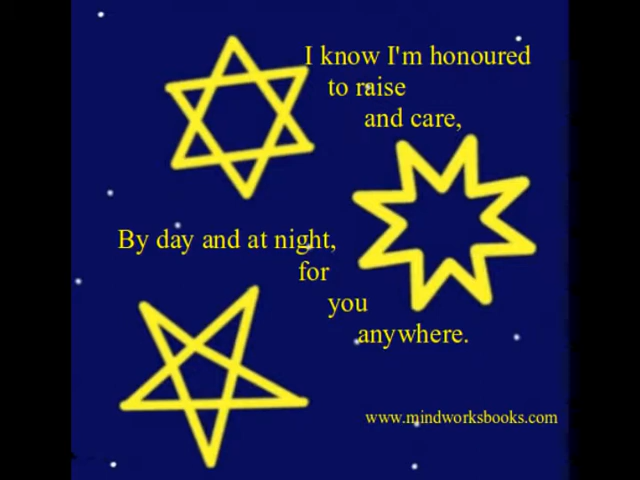 I know I'm honoured
to raise
and care,
By day and at night,
for
you
anywhere.
www.mindworksbooks.com